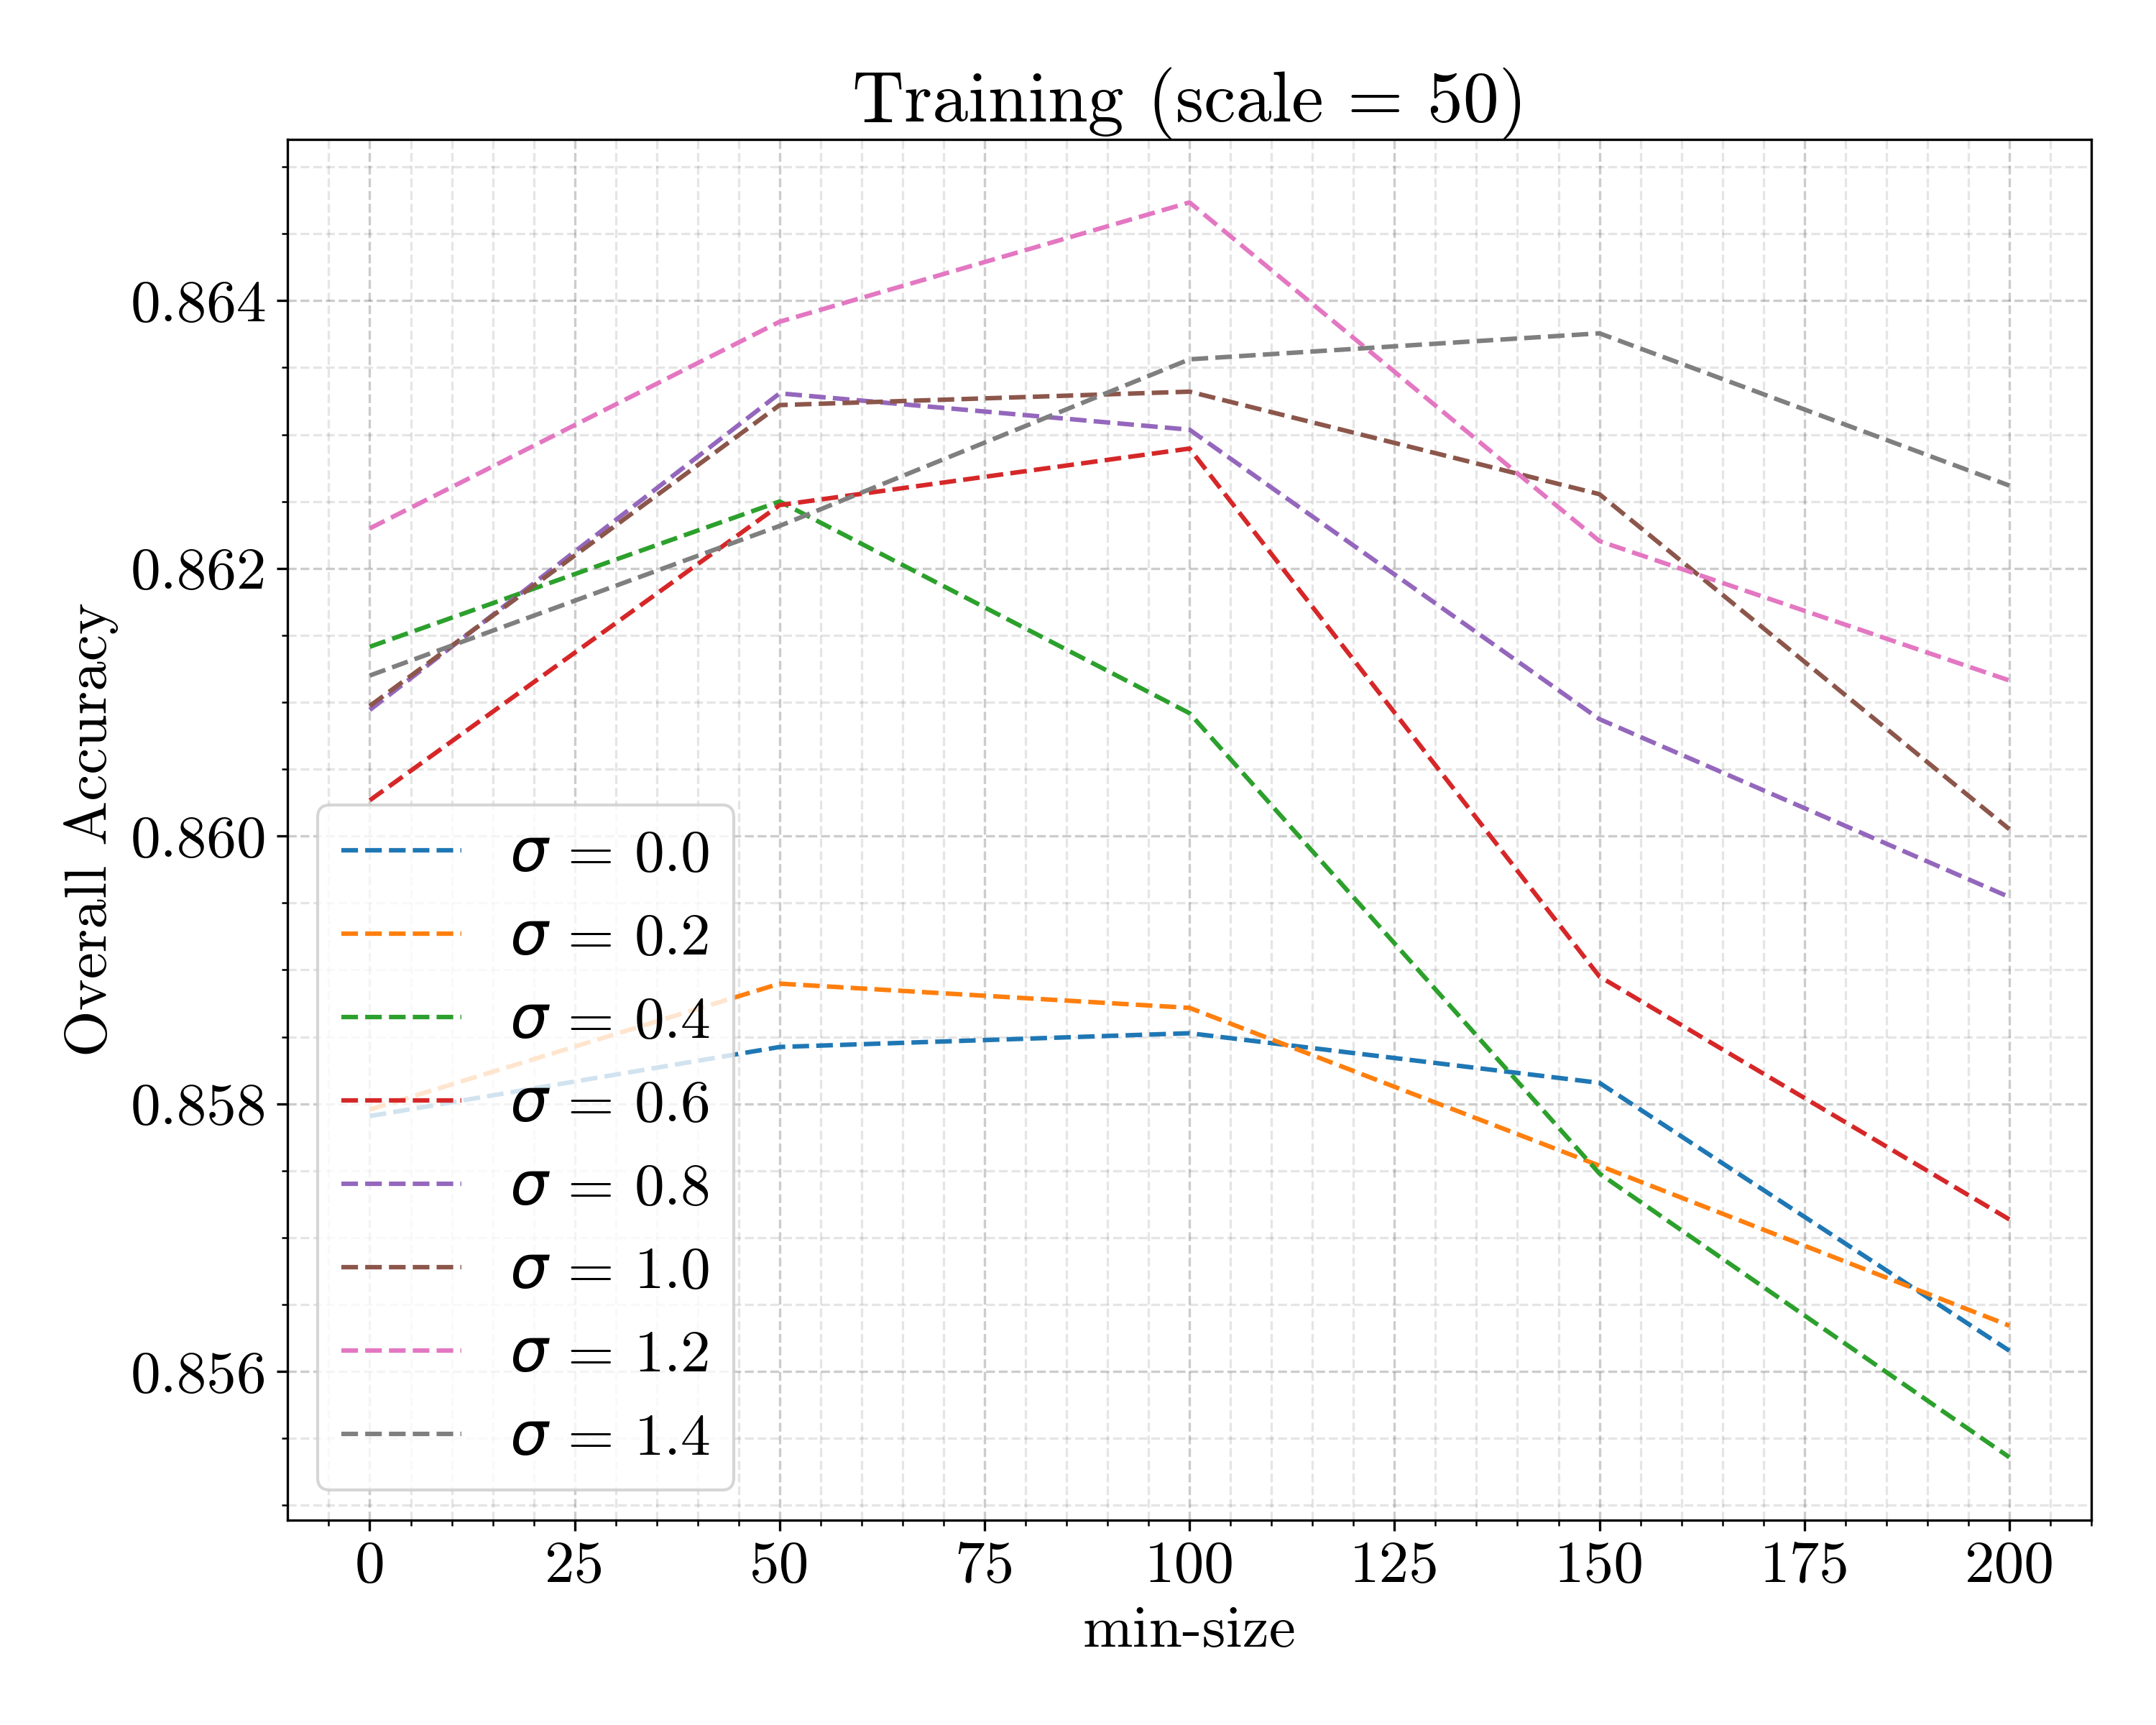 Training (scale = 50)
Overall Accuracy
0.864
0.862
0.860
0.858
0.856
σ = 0.0
σ = 0.2
σ = 0.4
σ = 0.6
σ = 0.8
σ = 1.0
σ = 1.2
σ = 1.4
0 25 50 75 100 125 150 175 200
min-size